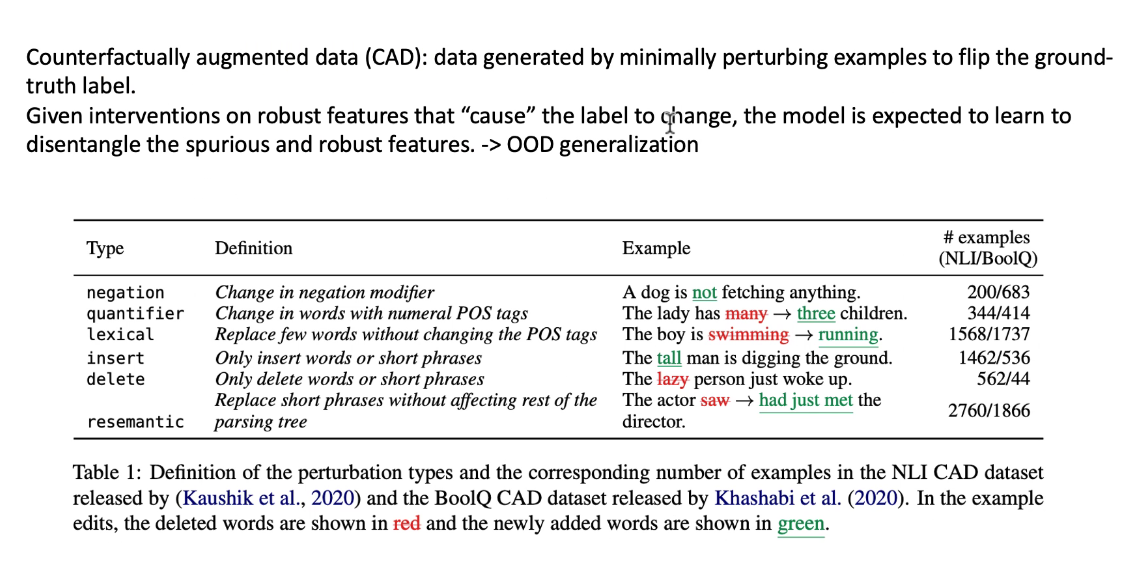 Counterfactually augmented data (CAD): data generated by minimally perturbing examples to flip the ground-
truth label.
Given interventions on robust features that “cause” the label to change, the model is expected to learn to
disentangle the spurious and robust features. -> OOD generalization
Type Definition Example # examples (NLI/BoolQ)
negation Change in negation modifier A dog is not fetching anything. 200/683
quantifier Change in words with numeral POS tags The lady has many → three children. 344/414
lexical Replace few words without changing the POS tags The boy is swimming → running. 1568/1737
insert Only insert words or short phrases The tall man is digging the ground. 1462/536
delete Only delete words or short phrases The lazy person just woke up. 562/44
Replace short phrases without affecting rest of the The actor saw → had just met the
resemantic parsing tree director. 2760/1866
Table 1: Definition of the perturbation types and the corresponding number of examples in the NLI CAD dataset
released by (Kaushik et al., 2020) and the BoolQ CAD dataset released by Khashabi et al. (2020). In the example
edits, the deleted words are shown in red and the newly added words are shown in green.